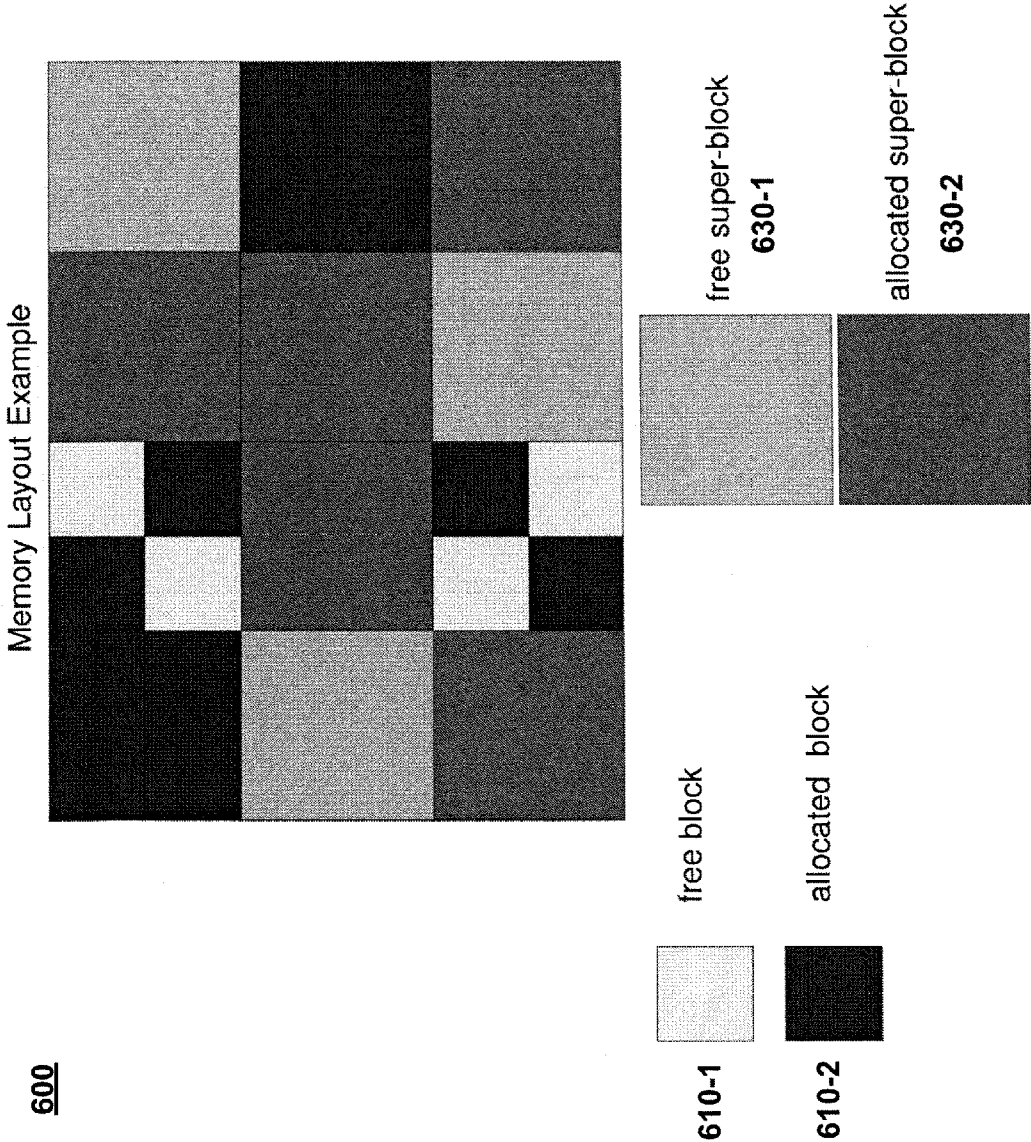 600
Memory Layout Example
610-1
free block
610-2
allocated block
free super-block
630-1
allocated super-block
630-2